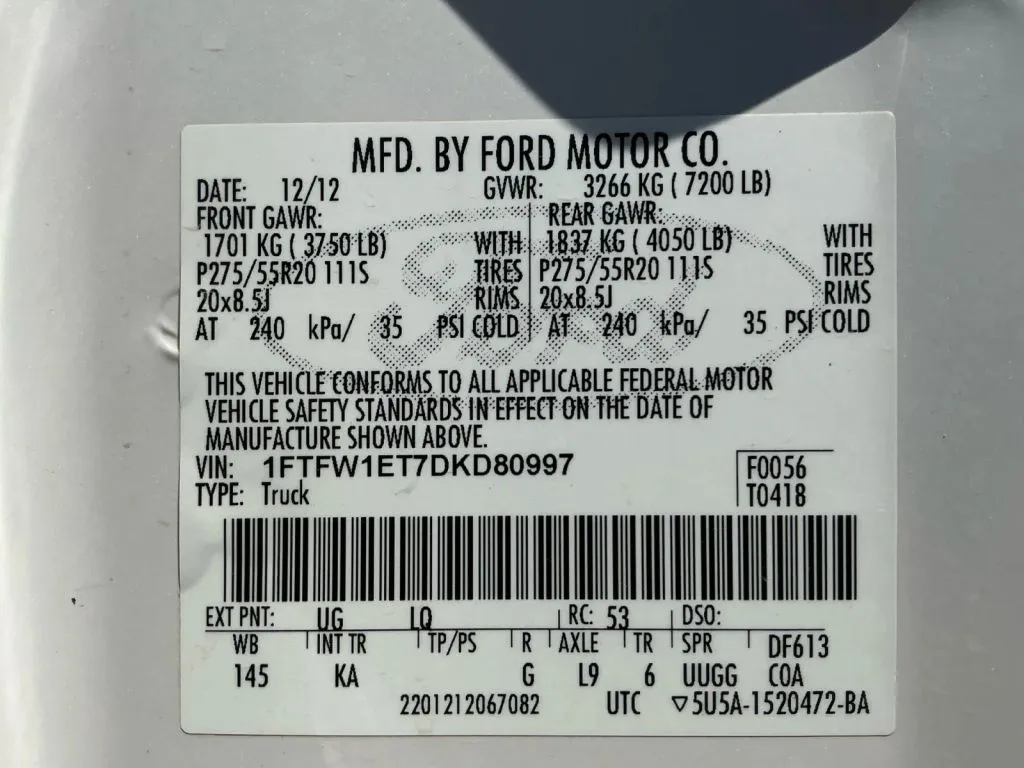 MFD. BY FORD MOTOR CO.
DATE: 12/12 GVWR: 3266 KG ( 7200 LB)
FRONT GAWR: REAR GAWR:
1701 KG ( 3750 LB) WITH 1837 KG ( 4050 LB) WITH
P275/55R20 111S TIRES P275/55R20 111S TIRES
20x8.5J RIMS 20x8.5J RIMS
AT 240 kPa/ 35 PSI COLD AT 240 kPa/ 35 PSI COLD
Ford
THIS VEHICLE CONFORMS TO ALL APPLICABLE FEDERAL MOTOR
VEHICLE SAFETY STANDARDS IN EFFECT ON THE DATE OF
MANUFACTURE SHOWN ABOVE.
VIN: 1FTFW1ET7DKD80997 F0056
TYPE: Truck T0418
EXT PNT: UG LQ RC: 53 DSO:
WB INT TR TP/PS R AXLE TR SPR DF613
145 KA G L9 6 UUGG COA
2201212067082 UTC ▽5U5A-1520472-BA